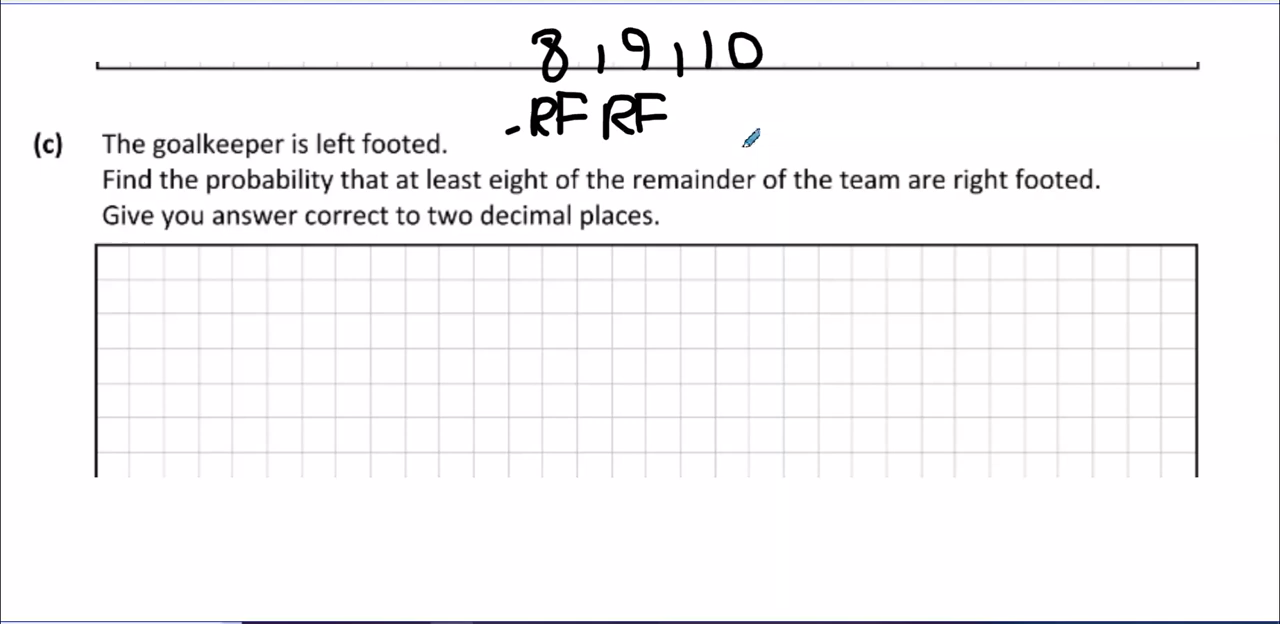 8,9,10
-RF RF
(c) The goalkeeper is left footed.
Find the probability that at least eight of the remainder of the team are right footed.
Give you answer correct to two decimal places.